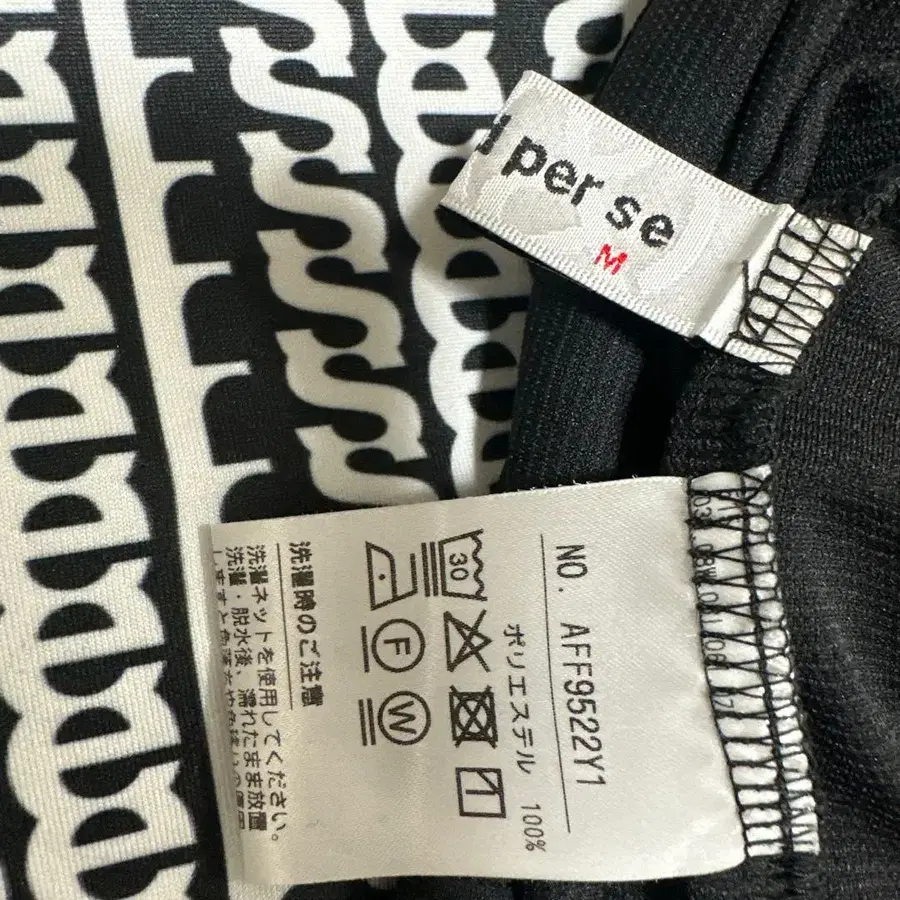 per se
M
NO. AFF9522Y1
ポリエステル 100%
30
F
W
洗濯時のご注意
洗濯ネットを使用してください。
洗濯・脱水後、濡れたまま放置